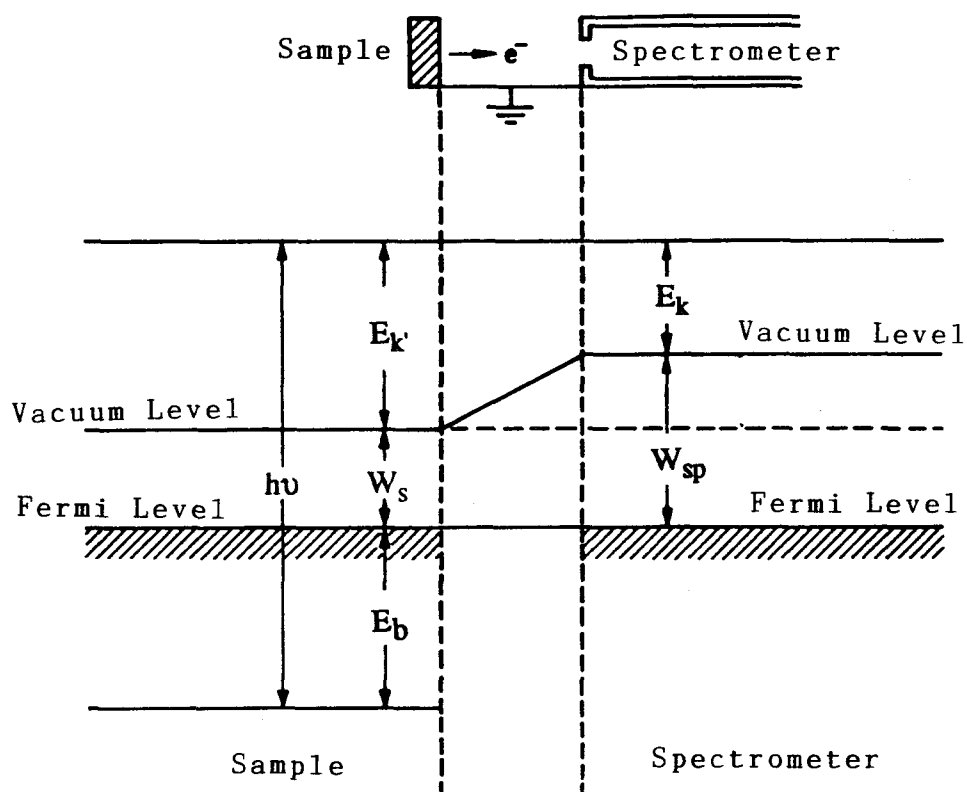 Sample
e⁻
Spectrometer
E_k'
E_k
Vacuum Level
Vacuum Level
hυ
W_s
W_sp
Fermi Level
Fermi Level
E_b
Sample
Spectrometer